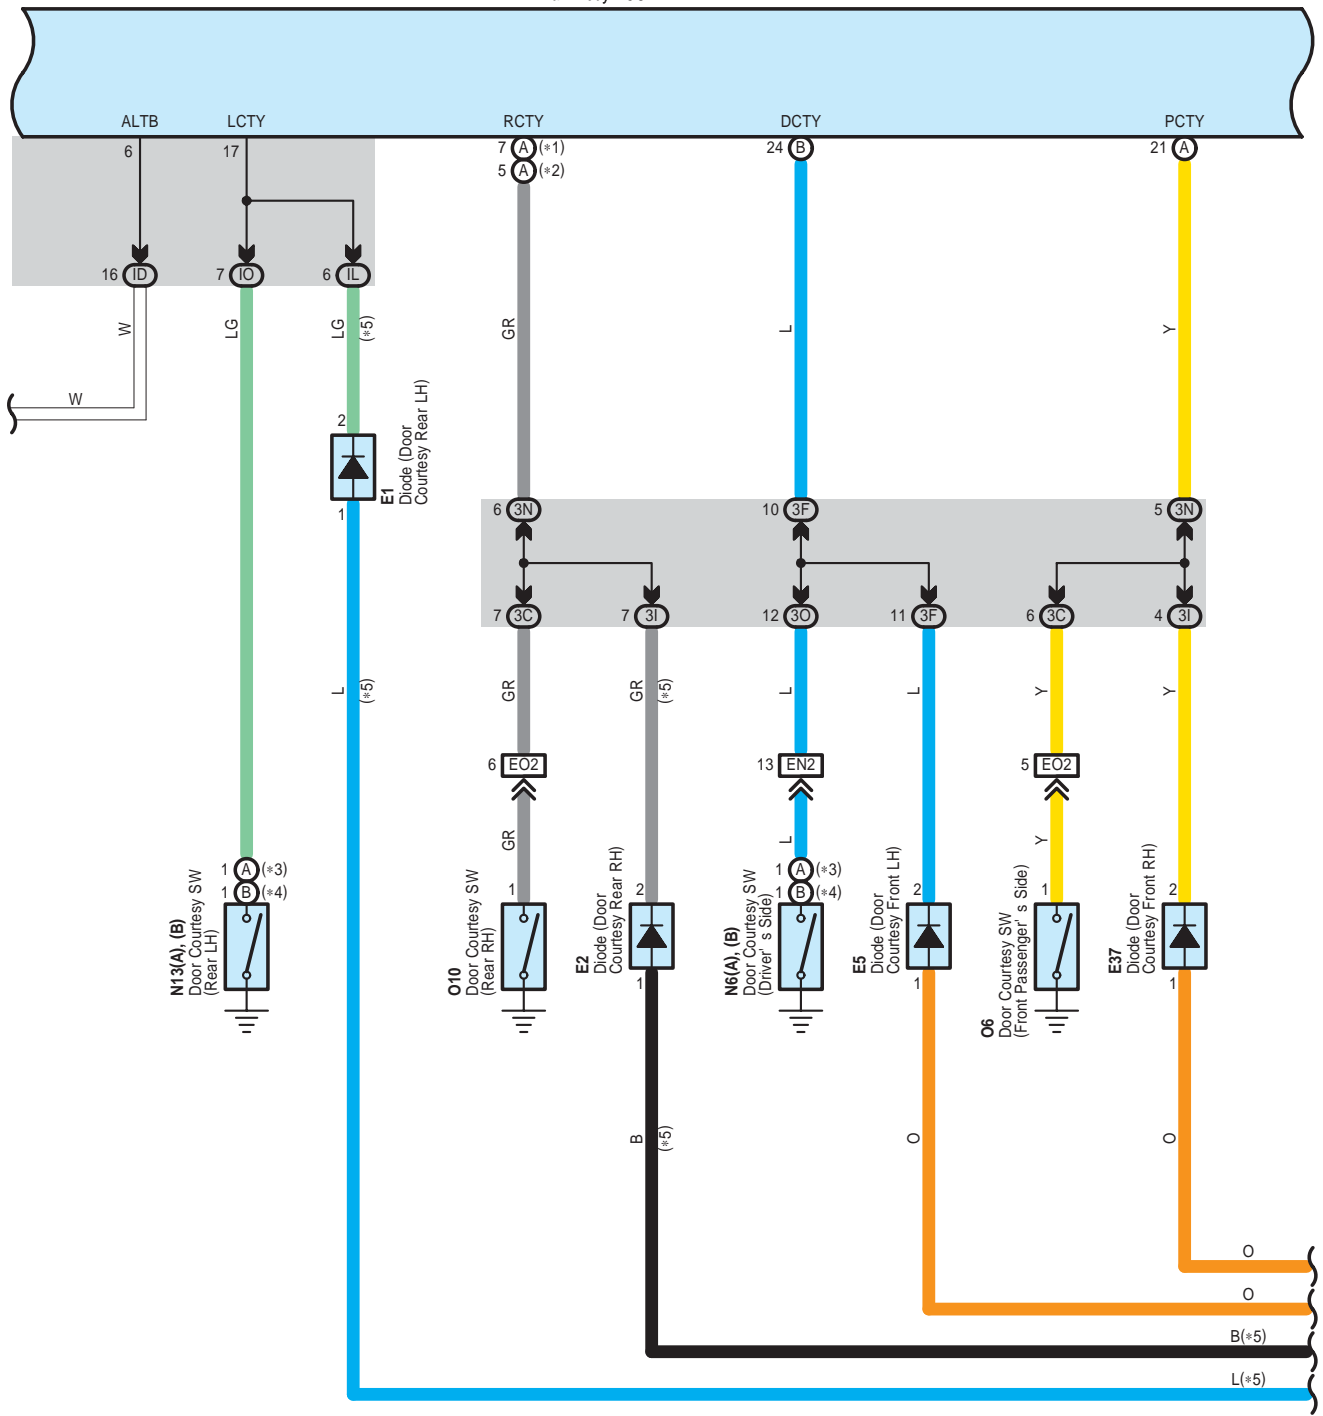 ALTB LCTY RCTY DCTY PCTY
6 17 7 A (*1) 24 B 21 A
5 A (*2)
16 ID 7 IO 6 IL
W LG LG (*5) GR L Y
W
2
E1
Diode (Door
Courtesy Rear LH)
1
6 3N 10 3F 5 3N
7 3C 7 3I 12 3O 11 3F 6 3C 4 3I
L (*5) GR GR (*5) L L Y Y
6 EO2 13 EN2 5 EO2
GR L Y
1 A (*3) 1 A (*3)
1 B (*4) 1 2 1 B (*4) 2 1 2
N13(A), (B)
Door Courtesy SW
(Rear LH)
O10
Door Courtesy SW
(Rear RH)
E2
Diode (Door
Courtesy Rear RH)
N6(A), (B)
Door Courtesy SW
(Driver' s Side)
E5
Diode (Door
Courtesy Front LH)
O6
Door Courtesy SW
(Front Passenger' s Side)
E37
Diode (Door
Courtesy Front RH)
1 1 1
B (*5) O O
O
O
B(*5)
L(*5)